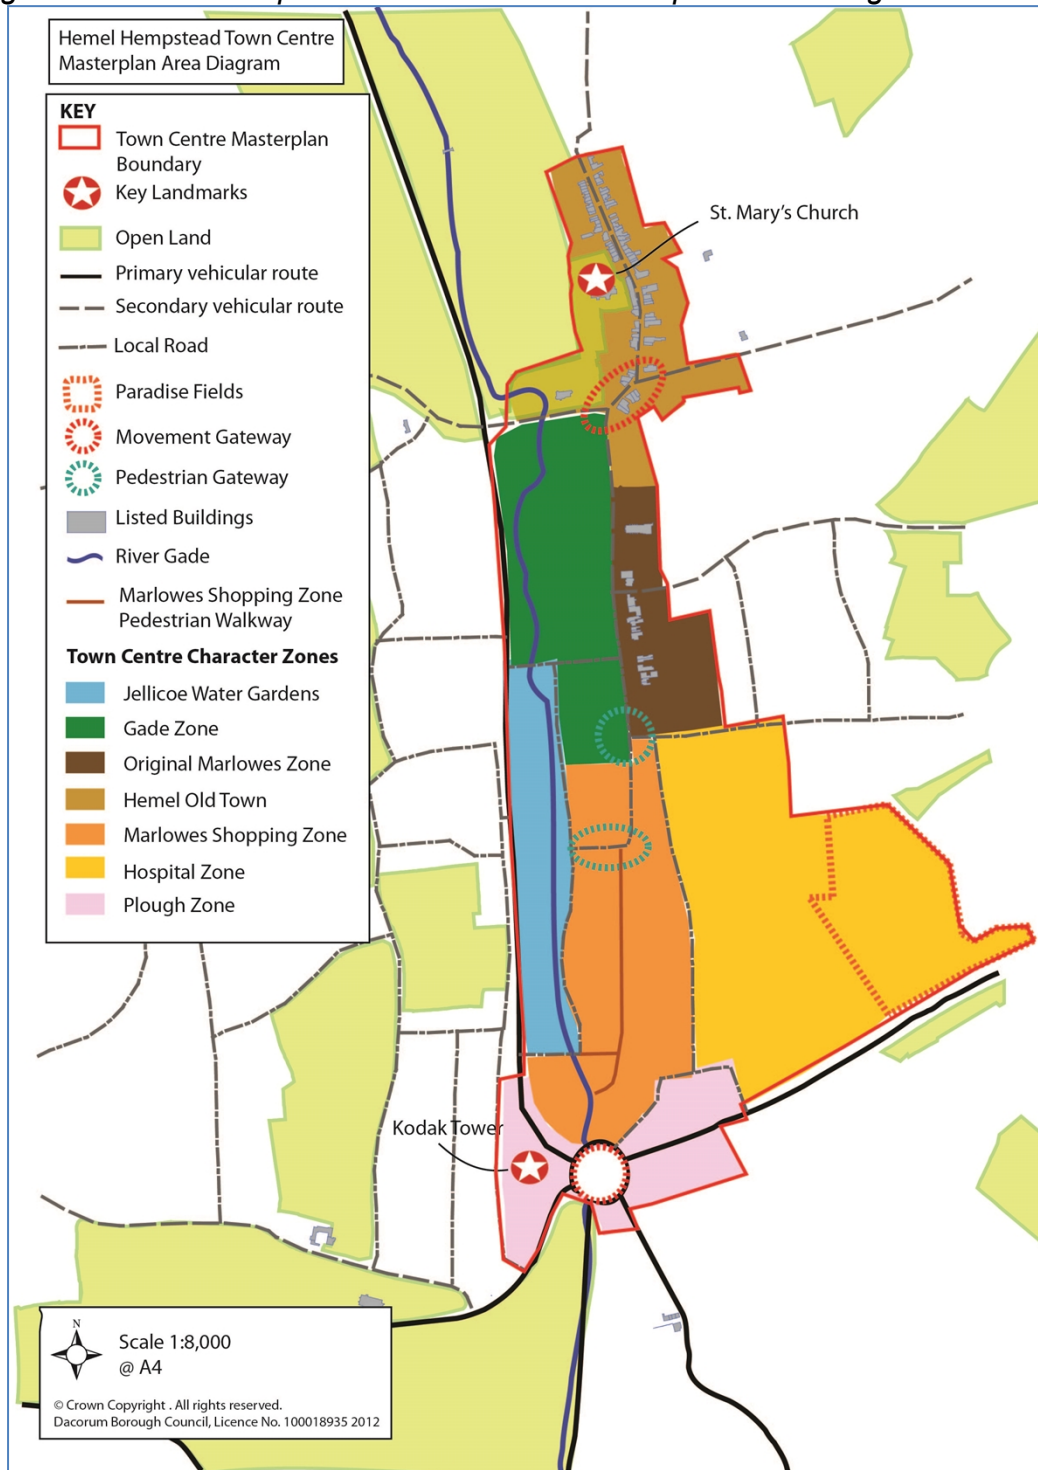 Hemel Hempstead Town Centre
Masterplan Area Diagram
KEY
Town Centre Masterplan
Boundary
Key Landmarks
Open Land
Primary vehicular route
Secondary vehicular route
Local Road
Paradise Fields
Movement Gateway
Pedestrian Gateway
Listed Buildings
River Gade
Marlowes Shopping Zone
Pedestrian Walkway
Town Centre Character Zones
Jellicoe Water Gardens
Gade Zone
Original Marlowes Zone
Hemel Old Town
Marlowes Shopping Zone
Hospital Zone
Plough Zone
St. Mary's Church
Kodak Tower
N
Scale 1:8,000
@ A4
© Crown Copyright . All rights reserved.
Dacorum Borough Council, Licence No. 100018935 2012